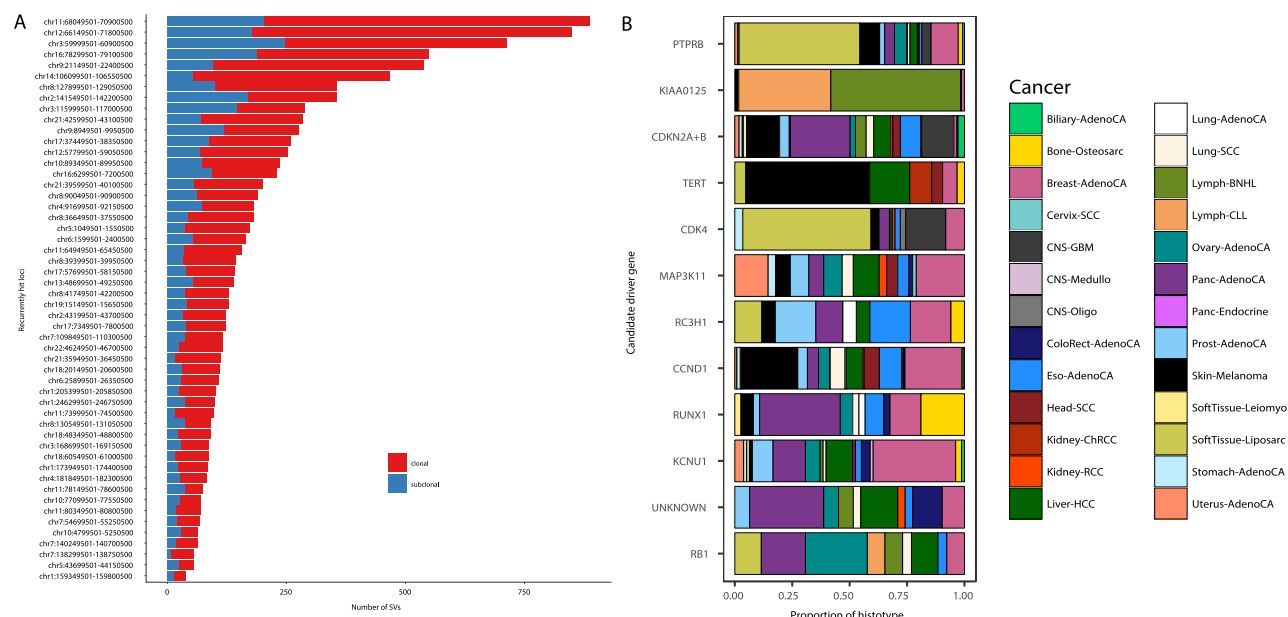 A
Recurrently hit loci
chr11:68049501-70900500
chr12:66149501-71800500
chr3:59999501-60900500
chr16:78299501-79100500
chr9:21149501-22400500
chr14:106099501-106550500
chr8:127899501-129050500
chr2:141549501-142200500
chr3:115999501-117000500
chr21:42599501-43100500
chr9:8949501-9950500
chr17:37449501-38350500
chr12:57799501-59050500
chr10:89349501-89950500
chr16:6299501-7200500
chr21:39599501-40100500
chr8:90049501-90900500
chr4:91699501-92150500
chr8:36649501-37550500
chr5:1049501-1550500
chr6:1599501-2400500
chr11:64949501-65450500
chr8:39399501-39950500
chr17:57699501-58150500
chr13:48699501-49250500
chr8:41749501-42200500
chr19:15149501-15650500
chr2:43199501-43700500
chr17:7349501-7800500
chr7:109849501-110300500
chr22:46249501-46700500
chr21:35949501-36450500
chr18:20149501-20600500
chr6:25899501-26350500
chr1:205399501-205850500
chr1:246299501-246750500
chr11:73999501-74500500
chr8:130549501-131050500
chr18:48349501-48800500
chr3:168699501-169150500
chr18:60549501-61000500
chr1:173949501-174400500
chr4:181849501-182300500
chr11:78149501-78600500
chr10:77099501-77550500
chr11:80349501-80800500
chr7:54699501-55250500
chr10:4799501-5250500
chr7:140249501-140700500
chr7:138299501-138750500
chr5:43699501-44150500
chr1:159349501-159800500
0
250
500
750
Number of SVs
clonal
subclonal
B
Candidate driver gene
PTPRB
KIAA0125
CDKN2A+B
TERT
CDK4
MAP3K11
RC3H1
CCND1
RUNX1
KCNU1
UNKNOWN
RB1
0.00
0.25
0.50
0.75
1.00
Proportion of histotype
Cancer
Biliary-AdenoCA
Bone-Osteosarc
Breast-AdenoCA
Cervix-SCC
CNS-GBM
CNS-Medullo
CNS-Oligo
ColoRect-AdenoCA
Eso-AdenoCA
Head-SCC
Kidney-ChRCC
Kidney-RCC
Liver-HCC
Lung-AdenoCA
Lung-SCC
Lymph-BNHL
Lymph-CLL
Ovary-AdenoCA
Panc-AdenoCA
Panc-Endocrine
Prost-AdenoCA
Skin-Melanoma
SoftTissue-Leiomyo
SoftTissue-Liposarc
Stomach-AdenoCA
Uterus-AdenoCA